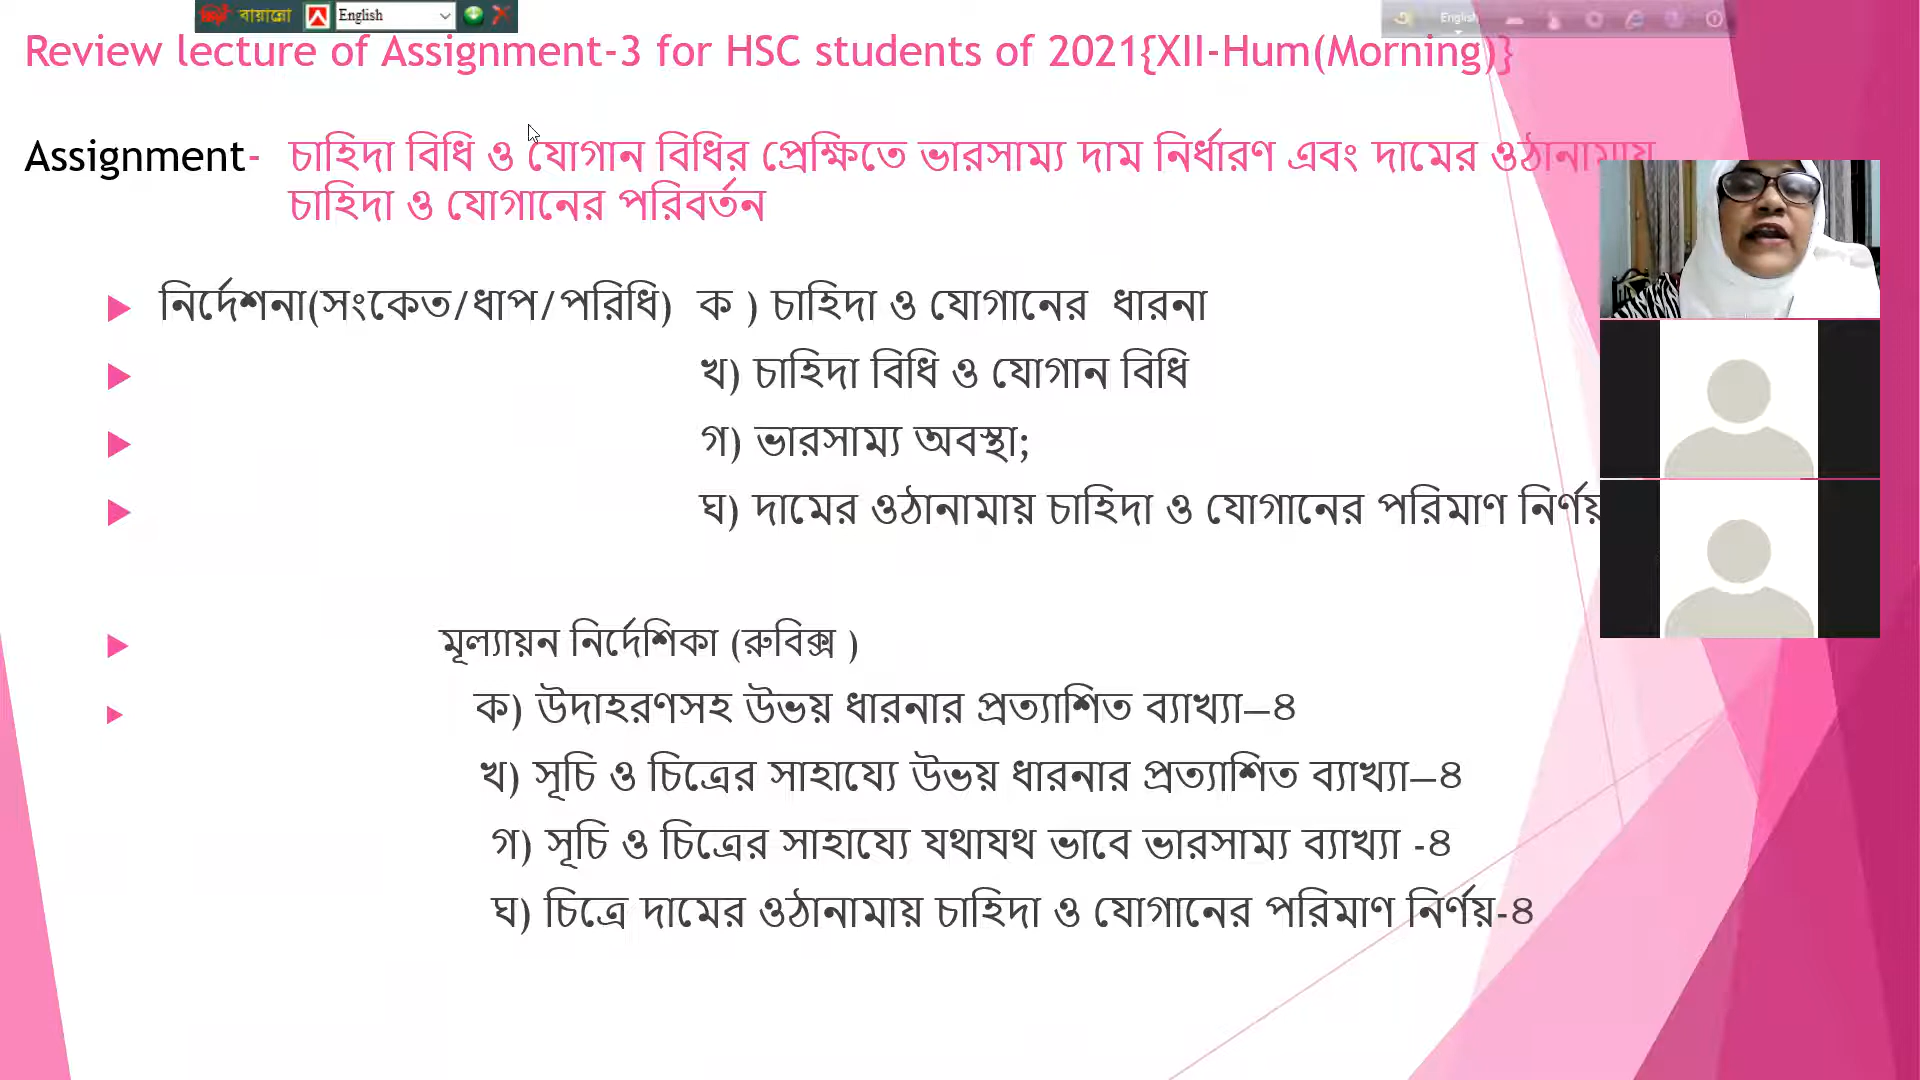 বায়ান্নো
English
English
Review lecture of Assignment-3 for HSC students of 2021{XII-Hum(Morning)}
Assignment- চাহিদা বিধি ও যোগান বিধির প্রেক্ষিতে ভারসাম্য দাম নির্ধারণ এবং দামের ওঠানামায়
চাহিদা ও যোগানের পরিবর্তন
নির্দেশনা(সংকেত/ধাপ/পরিধি) ক ) চাহিদা ও যোগানের ধারনা
খ) চাহিদা বিধি ও যোগান বিধি
গ) ভারসাম্য অবস্থা;
ঘ) দামের ওঠানামায় চাহিদা ও যোগানের পরিমাণ নির্ণয়
মূল্যায়ন নির্দেশিকা (রুবিক্স )
ক) উদাহরণসহ উভয় ধারনার প্রত্যাশিত ব্যাখ্যা—৪
খ) সূচি ও চিত্রের সাহায্যে উভয় ধারনার প্রত্যাশিত ব্যাখ্যা—৪
গ) সূচি ও চিত্রের সাহায্যে যথাযথ ভাবে ভারসাম্য ব্যাখ্যা -৪
ঘ) চিত্রে দামের ওঠানামায় চাহিদা ও যোগানের পরিমাণ নির্ণয়-৪